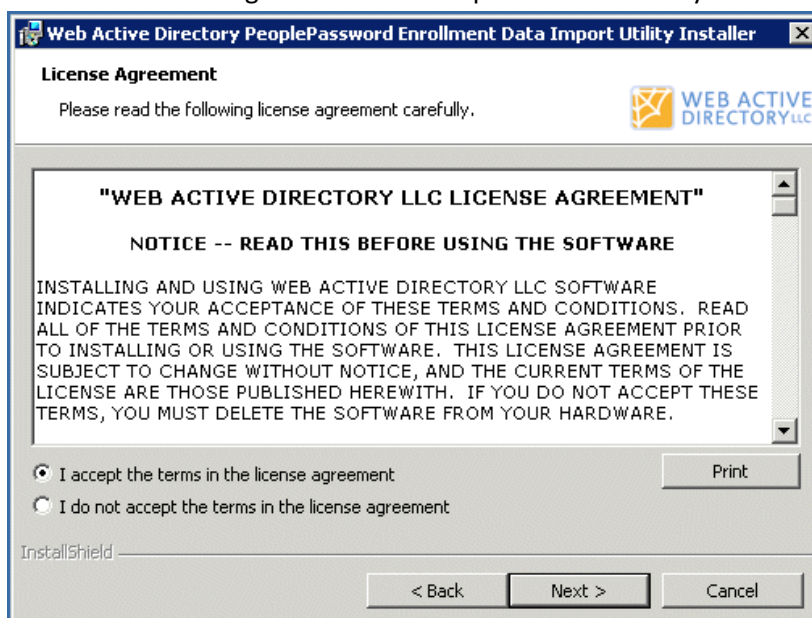 Web Active Directory PeoplePassword Enrollment Data Import Utility Installer
License Agreement
Please read the following license agreement carefully.
WEB ACTIVE
DIRECTORY LLC
"WEB ACTIVE DIRECTORY LLC LICENSE AGREEMENT"
NOTICE -- READ THIS BEFORE USING THE SOFTWARE
INSTALLING AND USING WEB ACTIVE DIRECTORY LLC SOFTWARE
INDICATES YOUR ACCEPTANCE OF THESE TERMS AND CONDITIONS.  READ
ALL OF THE TERMS AND CONDITIONS OF THIS LICENSE AGREEMENT PRIOR
TO INSTALLING OR USING THE SOFTWARE.  THIS LICENSE AGREEMENT IS
SUBJECT TO CHANGE WITHOUT NOTICE, AND THE CURRENT TERMS OF THE
LICENSE ARE THOSE PUBLISHED HEREWITH.  IF YOU DO NOT ACCEPT THESE
TERMS, YOU MUST DELETE THE SOFTWARE FROM YOUR HARDWARE.
I accept the terms in the license agreement
Print
I do not accept the terms in the license agreement
InstallShield
< Back
Next >
Cancel